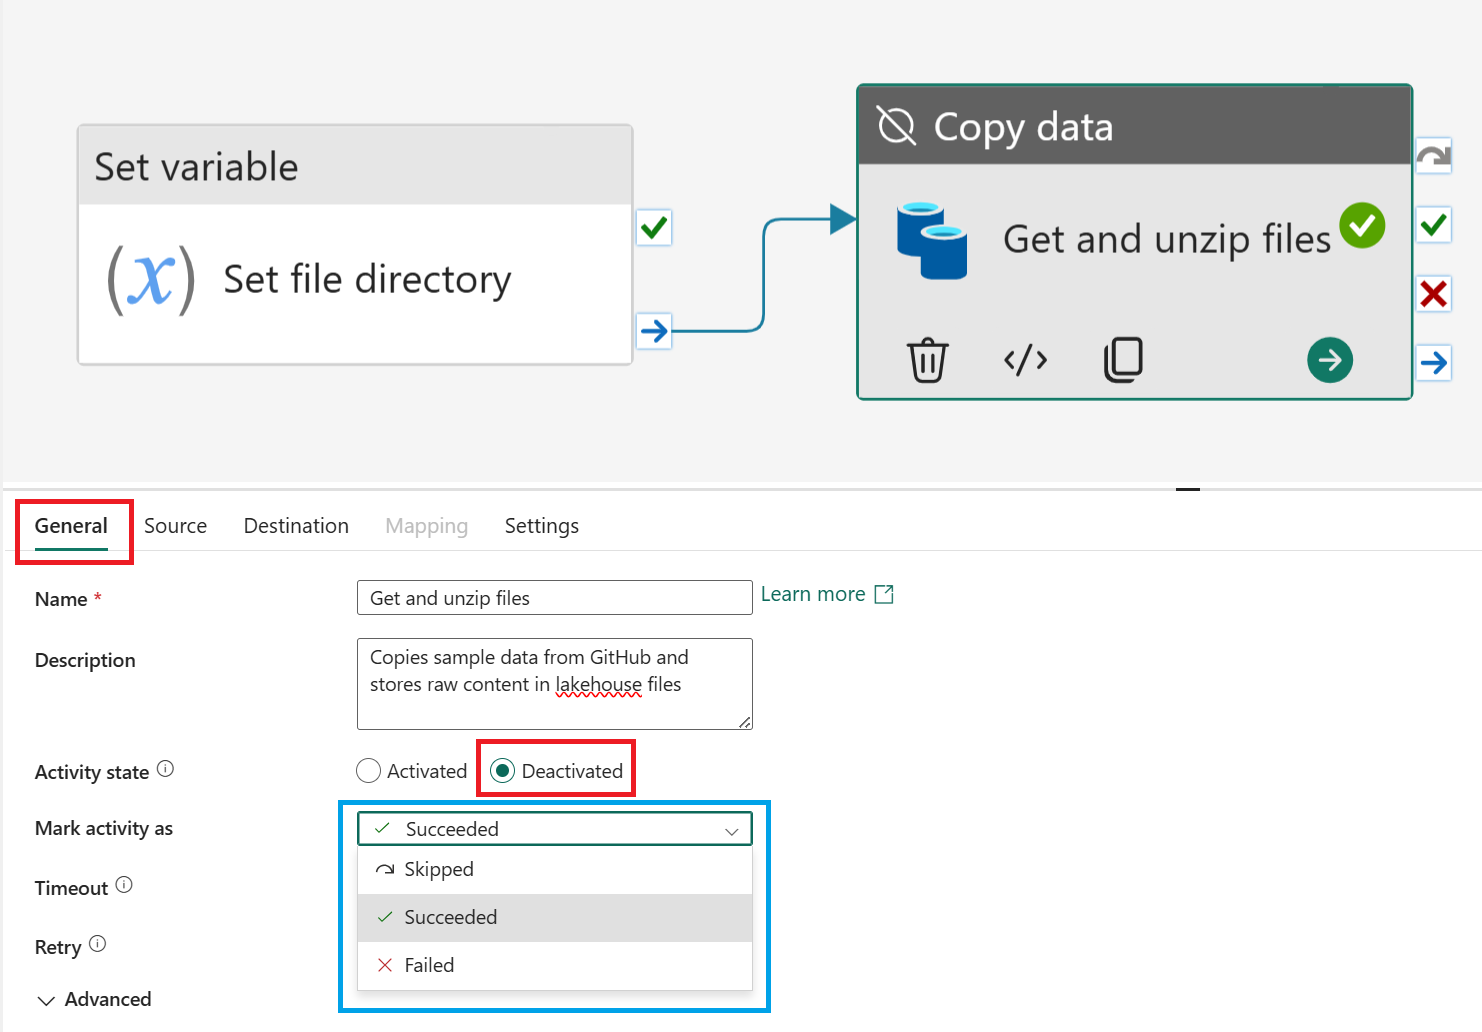 Set variable
(x) Set file directory
Copy data
Get and unzip files
</>
General Source Destination Mapping Settings
Name * Get and unzip files Learn more
Description Copies sample data from GitHub and
stores raw content in lakehouse files
Activity state Activated Deactivated
Mark activity as Succeeded
Skipped
Timeout
Succeeded
Retry
Failed
Advanced